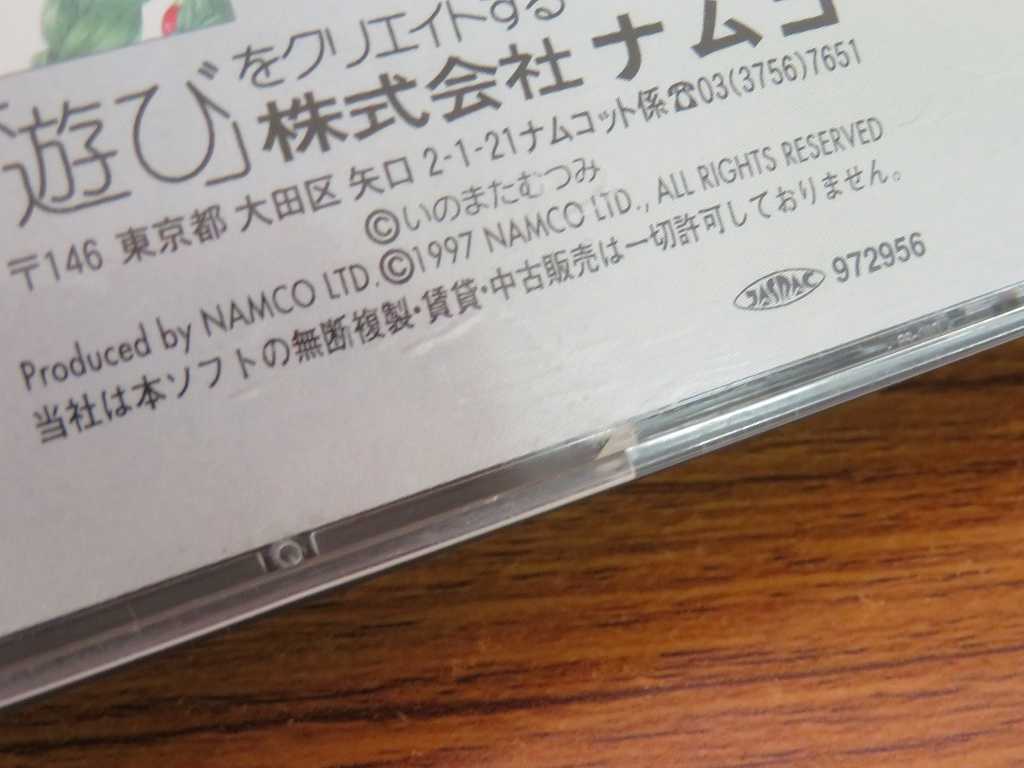 「遊び」をクリエイトする
株式会社ナムコ
〒146 東京都 大田区 矢口 2-1-21ナムコット係☎03(3756)7651
©いのまたむつみ
Produced by NAMCO LTD.©1997 NAMCO LTD., ALL RIGHTS RESERVED
当社は本ソフトの無断複製・賃貸・中古販売は一切許可しておりません。
JASRAC 972956